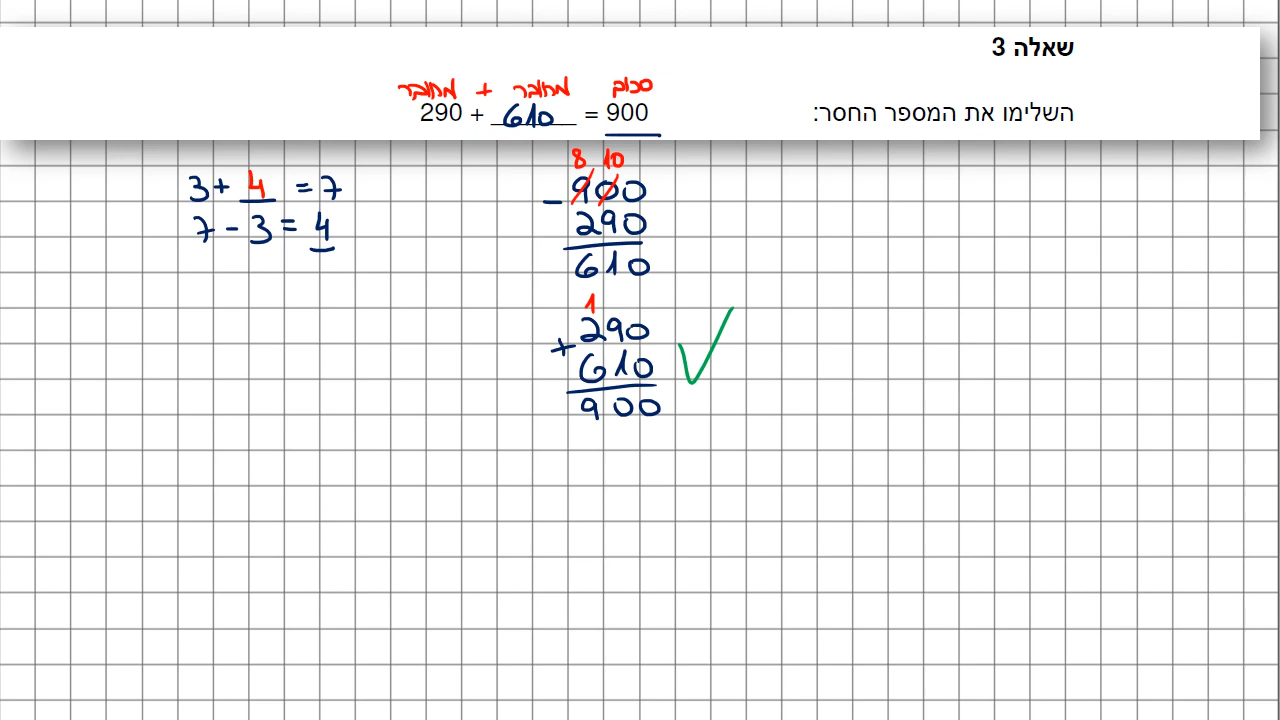 שאלה 3
מחובר + מחובר סכום
השלימו את המספר החסר: 290 + 610 = 900
3 + 4 = 7
7 - 3 = 4
8 10
900
- 290
610
1
290
+ 610
900